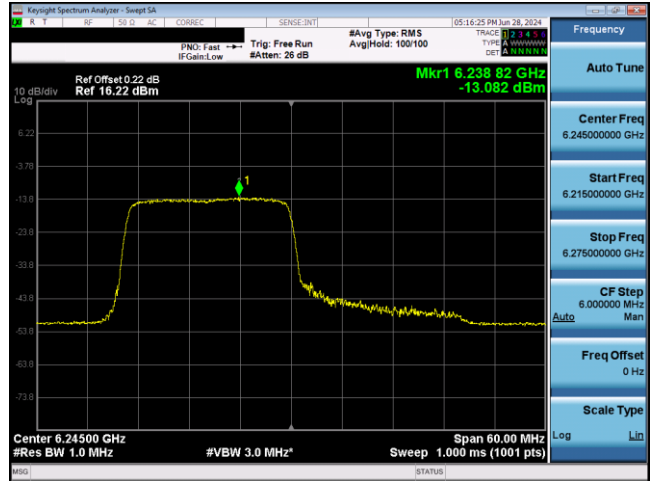 Keysight Spectrum Analyzer - Swept SA
R T RF 50 Ω AC CORREC SENSE:INT 05:16:25 PM Jun 28, 2024
#Avg Type: RMS TRACE 1 2 3 4 5 6
PNO: Fast Trig: Free Run Avg|Hold: 100/100 TYPE A WWWWW
IFGain:Low #Atten: 26 dB DET A N N N N N
Mkr1 6.238 82 GHz
-13.082 dBm
Ref Offset 0.22 dB
10 dB/div Ref 16.22 dBm
Log
1
6.22
-3.78
-13.8
-23.8
-33.8
-43.8
-53.8
-63.8
-73.8
Center 6.24500 GHz Span 60.00 MHz
#Res BW 1.0 MHz #VBW 3.0 MHz* Sweep 1.000 ms (1001 pts)
MSG STATUS
Frequency
Auto Tune
Center Freq
6.245000000 GHz
Start Freq
6.215000000 GHz
Stop Freq
6.275000000 GHz
CF Step
6.000000 MHz
Auto Man
Freq Offset
0 Hz
Scale Type
Log Lin